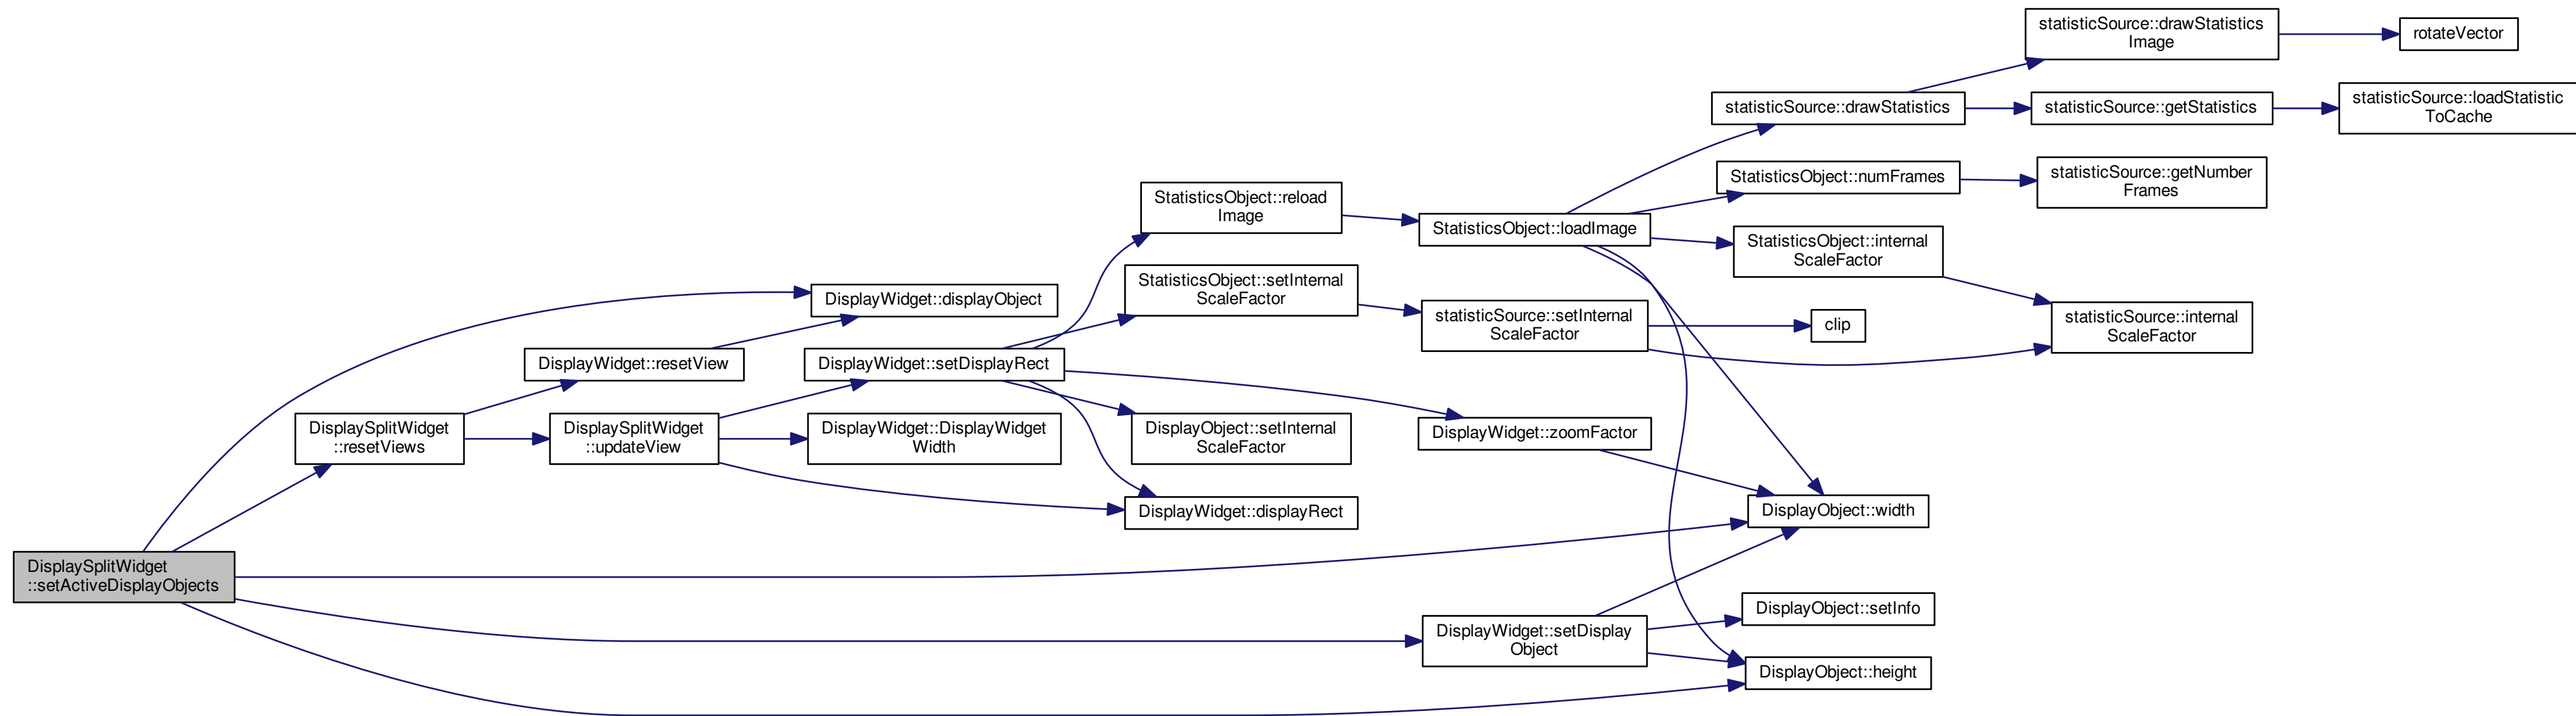 statisticSource::drawStatistics
Image
rotateVector
statisticSource::drawStatistics
statisticSource::getStatistics
statisticSource::loadStatistic
ToCache
StatisticsObject::reload
Image
StatisticsObject::numFrames
statisticSource::getNumber
Frames
StatisticsObject::loadImage
StatisticsObject::internal
ScaleFactor
DisplayWidget::displayObject
StatisticsObject::setInternal
ScaleFactor
statisticSource::setInternal
ScaleFactor
clip
statisticSource::internal
ScaleFactor
DisplayWidget::resetView
DisplayWidget::setDisplayRect
DisplaySplitWidget
::resetViews
DisplaySplitWidget
::updateView
DisplayWidget::DisplayWidget
Width
DisplayObject::setInternal
ScaleFactor
DisplayWidget::zoomFactor
DisplayWidget::displayRect
DisplayObject::width
DisplaySplitWidget
::setActiveDisplayObjects
DisplayWidget::setDisplay
Object
DisplayObject::setInfo
DisplayObject::height